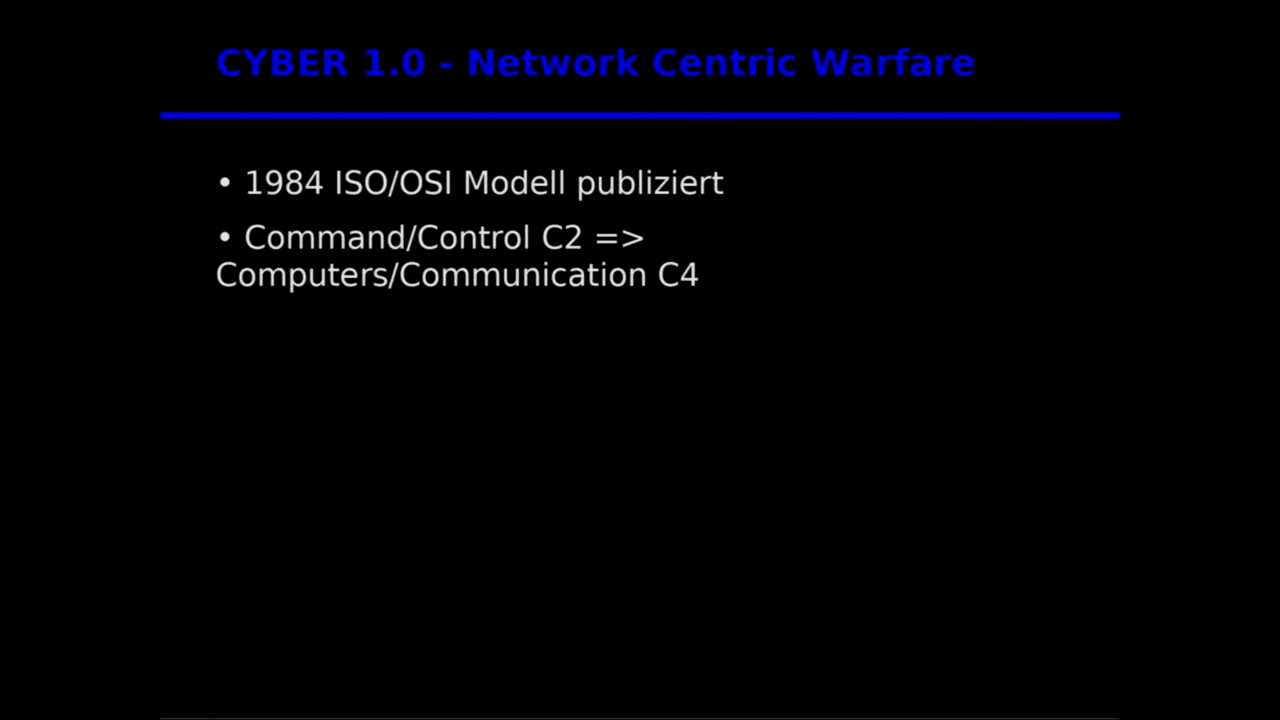 CYBER 1.0 - Network Centric Warfare
• 1984 ISO/OSI Modell publiziert
• Command/Control C2 =>
Computers/Communication C4